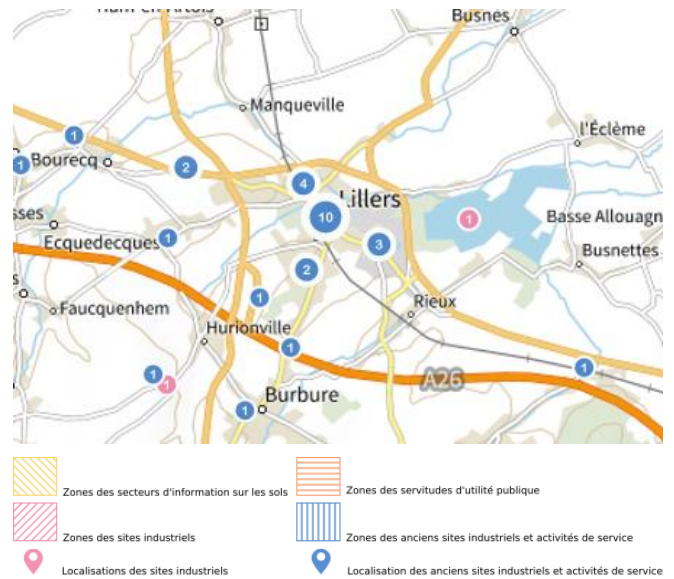 Busnes
Manqueville
l'Éclème
1
1
Bourecq
2
4
Lillers
10
1
Basse Allouagn
sses
Ecquedecques
1
3
Busnettes
2
s
Faucquenhem
1
Rieux
Hurionville
1
1
A26
1
1
Burbure
1
Zones des secteurs d'information sur les sols
Zones des servitudes d'utilité publique
Zones des sites industriels
Zones des anciens sites industriels et activités de service
Localisations des sites industriels
Localisation des anciens sites industriels et activités de service